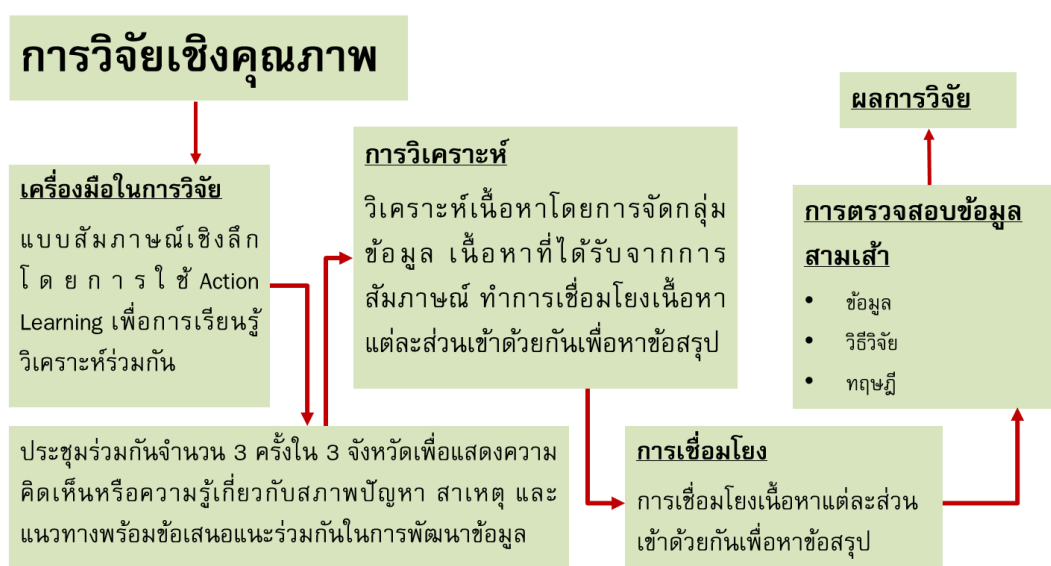 การวิจัยเชิงคุณภาพ
เครื่องมือในการวิจัย
แบบสัมภาษณ์เชิงลึก
โดยการใช้ Action
Learning เพื่อการเรียนรู้
วิเคราะห์ร่วมกัน
ประชุมร่วมกันจำนวน 3 ครั้งใน 3 จังหวัดเพื่อแสดงความ
คิดเห็นหรือความรู้เกี่ยวกับสภาพปัญหา สาเหตุ และ
แนวทางพร้อมข้อเสนอแนะร่วมกันในการพัฒนาข้อมูล
การวิเคราะห์
วิเคราะห์เนื้อหาโดยการจัดกลุ่ม
ข้อมูล เนื้อหาที่ได้รับจากการ
สัมภาษณ์ ทำการเชื่อมโยงเนื้อหา
แต่ละส่วนเข้าด้วยกันเพื่อหาข้อสรุป
การเชื่อมโยง
การเชื่อมโยงเนื้อหาแต่ละส่วน
เข้าด้วยกันเพื่อหาข้อสรุป
การตรวจสอบข้อมูล
สามเส้า
• ข้อมูล
• วิธีวิจัย
• ทฤษฎี
ผลการวิจัย